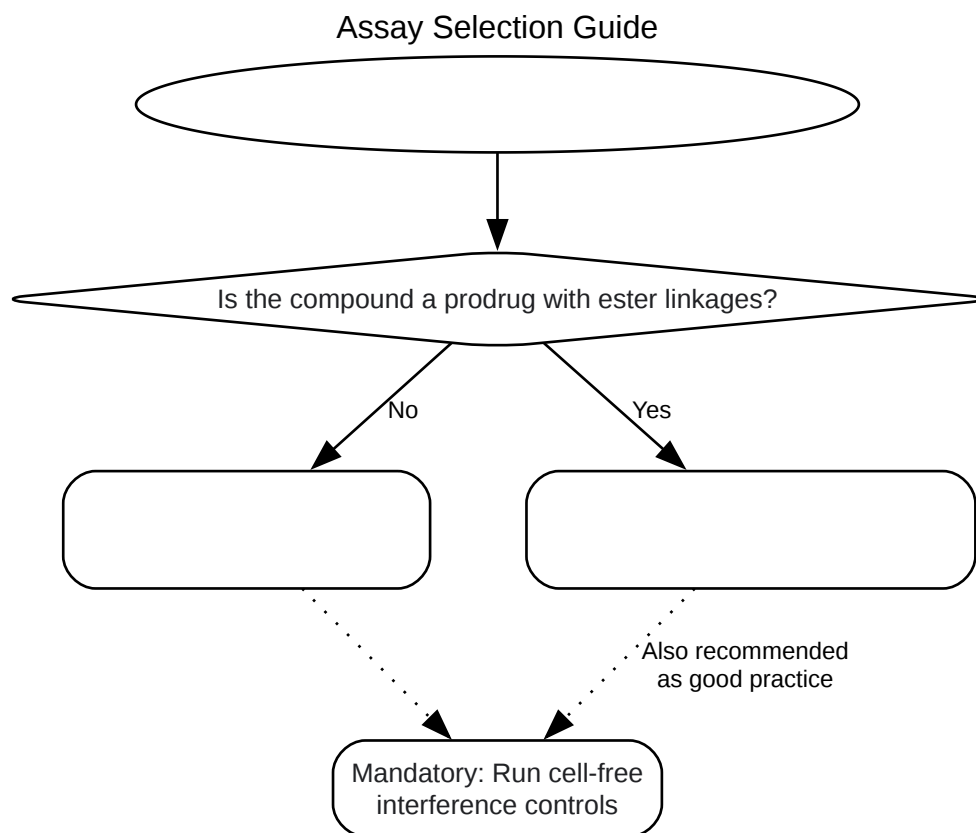 Assay Selection Guide
Is the compound a prodrug with ester linkages?
No
Yes
Also recommended
as good practice
Mandatory: Run cell-free
interference controls